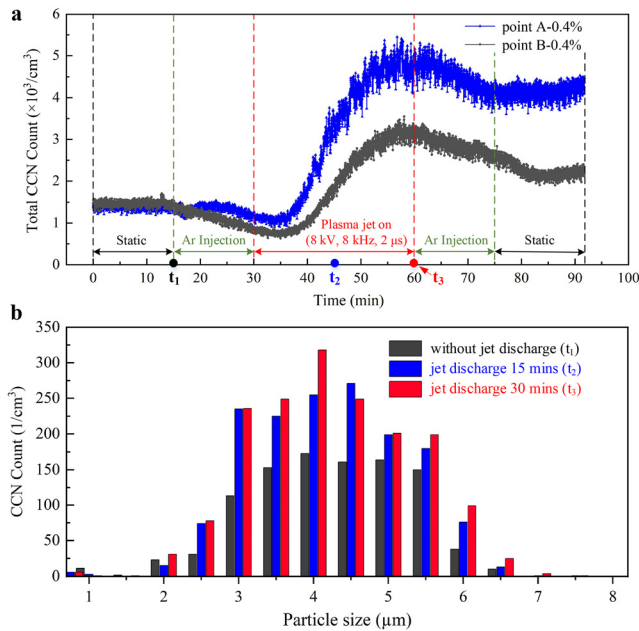 a
point A-0.4%
point B-0.4%
Total CCN Count (×10³/cm³)
6
5
4
3
2
1
0
Static
Ar Injection
Plasma jet on
(8 kV, 8 kHz, 2 μs)
Ar Injection
Static
0 10 20 30 40 50 60 70 80 90 100
t₁ t₂ t₃
Time (min)
b
without jet discharge (t₁)
jet discharge 15 mins (t₂)
jet discharge 30 mins (t₃)
CCN Count (1/cm³)
350
300
250
200
150
100
50
0
1 2 3 4 5 6 7 8
Particle size (μm)